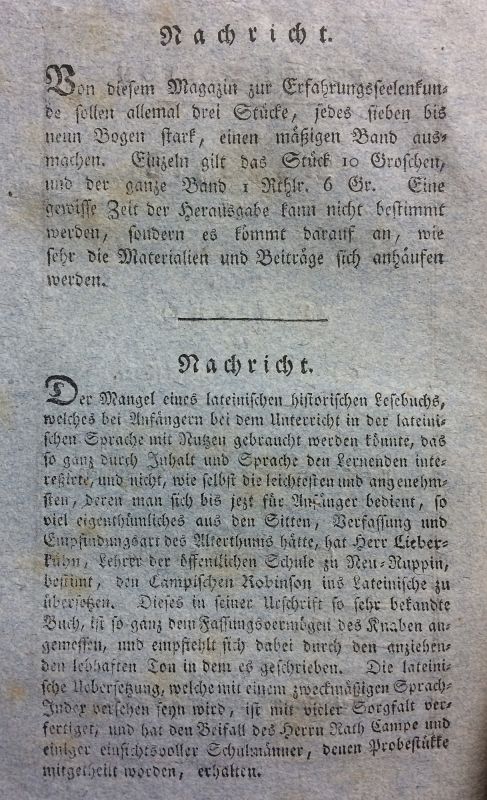 Nachricht.
Von diesem Magazin zur Erfahrungsseelenkun-
de sollen allemal drei Stücke, jedes sieben bis
neun Bogen stark, einen mäßigen Band aus-
machen. Einzeln gilt das Stück 10 Groschen,
und der ganze Band 1 Rthlr. 6 Gr. Eine
gewisse Zeit der Herausgabe kann nicht bestimmt
werden, sondern es kömmt darauf an, wie
sehr die Materialien und Beiträge sich anhäufen
werden.
Nachricht.
Der Mangel eines lateinischen historischen Lesebuchs,
welches bei Anfängern bei dem Unterricht in der lateini-
schen Sprache mit Nutzen gebraucht werden könnte, das
so ganz durch Inhalt und Sprache den Lernenden inte-
reßirte, und nicht, wie selbst die leichtesten und angenehm-
sten, deren man sich bis jezt für Anfänger bedient, so
viel eigenthümliches aus den Sitten, Verfassung und
Empfindungsart des Alterthums hätte, hat Herr Lieber-
kühn, Lehrer der öffentlichen Schule zu Neu-Ruppin,
bestimt, den Campischen Robinson ins Lateinische zu
übersetzen. Dieses in seiner Urschrift so sehr bekandte
Buch, ist so ganz dem Fassungsvermögen des Knaben an-
gemessen, und empfiehlt sich dabei durch den anziehen-
den lebhaften Ton in dem es geschrieben. Die lateini-
sche Uebersetzung, welche mit einem zweckmäßigen Sprach-
Index versehen seyn wird, ist mit vieler Sorgfalt ver-
fertiget, und hat den Beifall des Herrn Rath Campe und
einiger einsichtsvoller Schulmänner, denen Probestükke
mitgetheilt worden, erhalten.